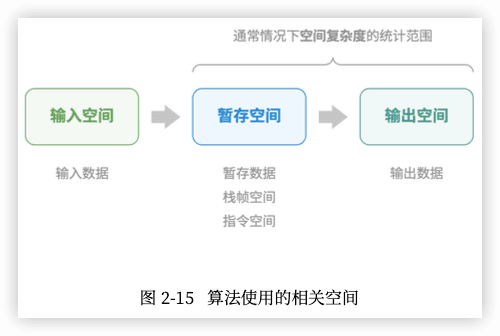 通常情况下空间复杂度的统计范围
输入空间
暂存空间
输出空间
输入数据
暂存数据
输出数据
栈帧空间
指令空间
图 2-15 算法使用的相关空间